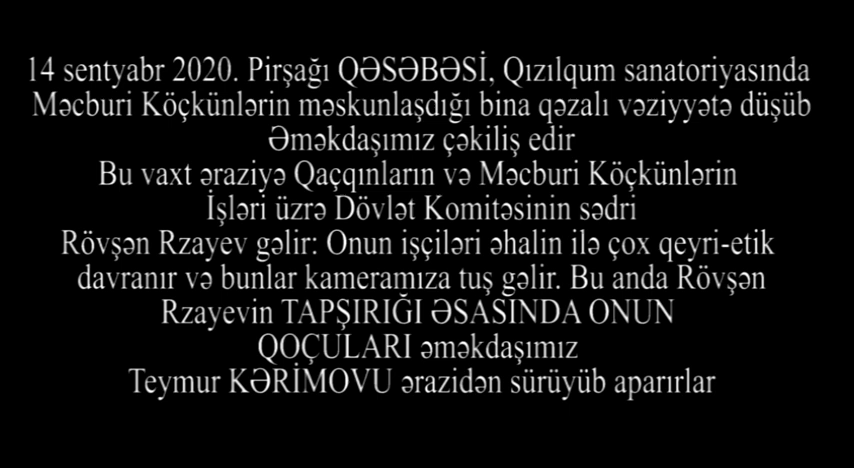 14 sentyabr 2020. Pirşağı QƏSƏBƏSİ, Qızılqum sanatoriyasında
Məcburi Köçkünlərin məskunlaşdığı bina qəzalı vəziyyətə düşüb
Əməkdaşımız çəkiliş edir
Bu vaxt əraziyə Qaçqınların və Məcburi Köçkünlərin
İşləri üzrə Dövlət Komitəsinin sədri
Rövşən Rzayev gəlir: Onun işçiləri əhalin ilə çox qeyri-etik
davranır və bunlar kameramıza tuş gəlir. Bu anda Rövşən
Rzayevin TAPŞIRIĞI ƏSASINDA ONUN
QOÇULARI əməkdaşımız
Teymur KƏRİMOVU ərazidən sürüyüb aparırlar